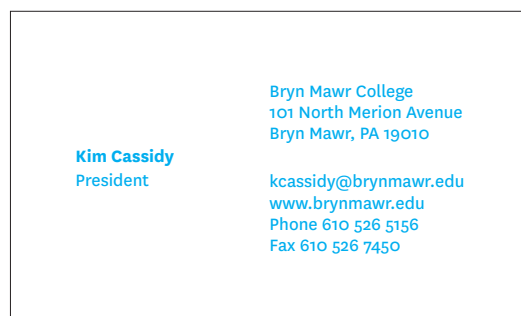 Kim Cassidy
President
Bryn Mawr College
101 North Merion Avenue
Bryn Mawr, PA 19010
kcassidy@brynmawr.edu
www.brynmawr.edu
Phone 610 526 5156
Fax 610 526 7450